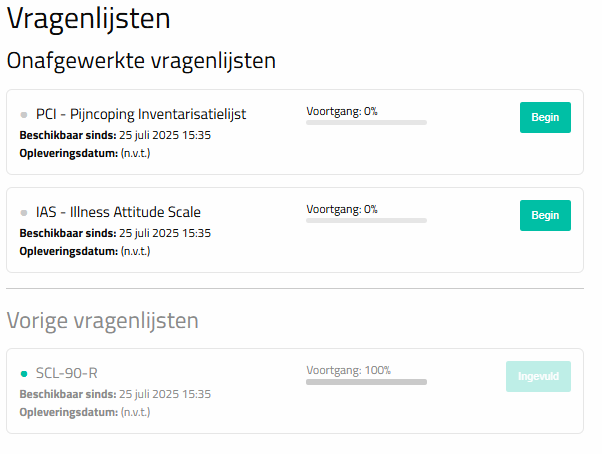 Vragenlijsten
Onafgewerkte vragenlijsten
PCI - Pijncoping Inventarisatielijst
Voortgang: 0%
Begin
Beschikbaar sinds: 25 juli 2025 15:35
Opleveringsdatum: (n.v.t.)
IAS - Illness Attitude Scale
Voortgang: 0%
Begin
Beschikbaar sinds: 25 juli 2025 15:35
Opleveringsdatum: (n.v.t.)
Vorige vragenlijsten
SCL-90-R
Voortgang: 100%
Ingevuld
Beschikbaar sinds: 25 juli 2025 15:35
Opleveringsdatum: (n.v.t.)